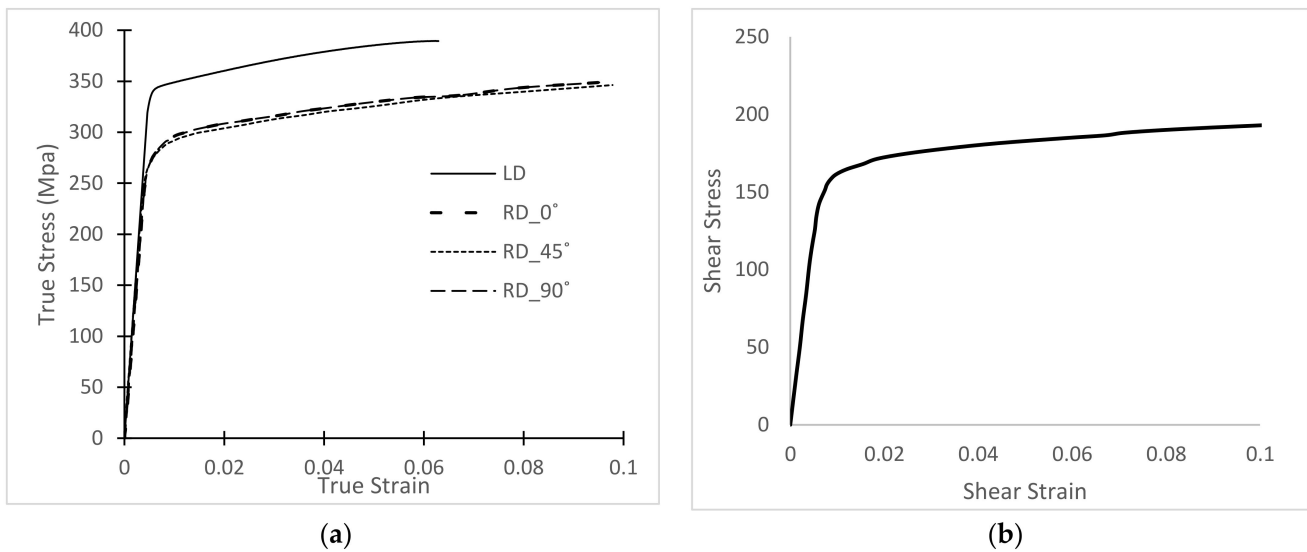 400
350
300
250
200
150
100
50
0
True Stress (Mpa)
LD
RD_0˚
RD_45˚
RD_90˚
0 0.02 0.04 0.06 0.08 0.1
True Strain
(a)
250
200
150
100
50
0
Shear Stress
0 0.02 0.04 0.06 0.08 0.1
Shear Strain
(b)